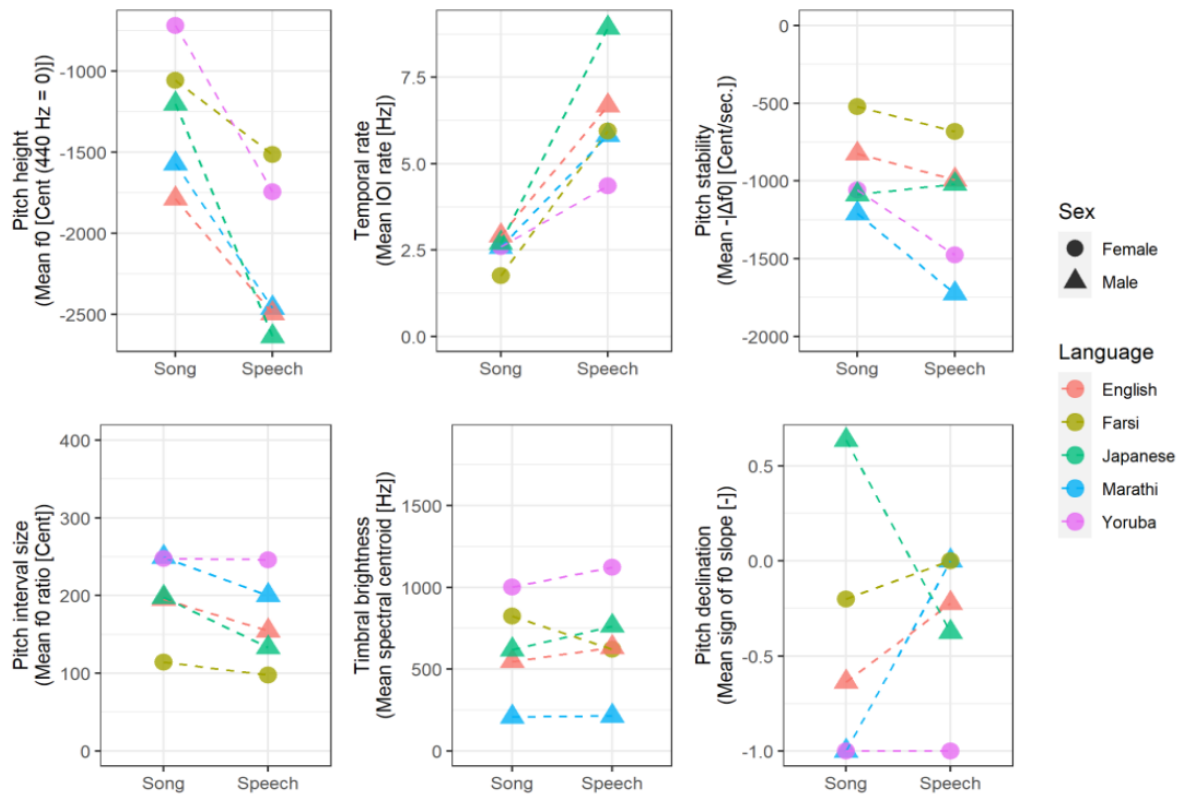 Pitch height
(Mean f0 [Cent (440 Hz = 0)])
-1000
-1500
-2000
-2500
Song
Speech
Temporal rate
(Mean IOI rate [Hz])
7.5
5.0
2.5
0.0
Song
Speech
Pitch stability
(Mean -|Δf0| [Cent/sec.])
0
-500
-1000
-1500
-2000
Song
Speech
Sex
Female
Male
Language
English
Farsi
Japanese
Marathi
Yoruba
Pitch interval size
(Mean f0 ratio [Cent])
400
300
200
100
0
Song
Speech
Timbral brightness
(Mean spectral centroid [Hz])
1500
1000
500
0
Song
Speech
Pitch declination
(Mean sign of f0 slope [-])
0.5
0.0
-0.5
-1.0
Song
Speech